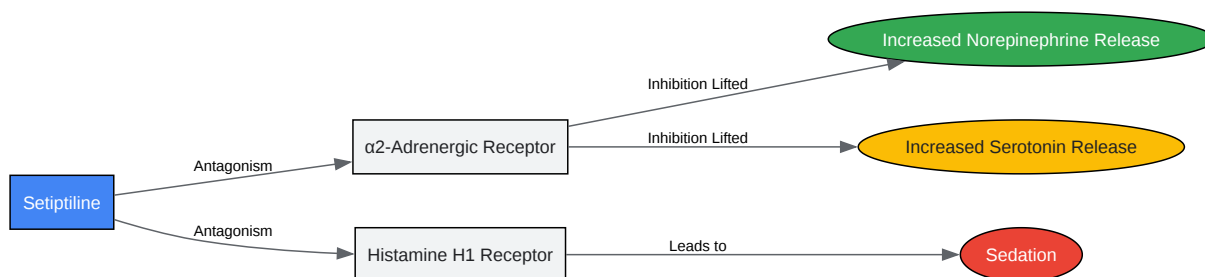 Increased Norepinephrine Release
Inhibition Lifted
α2-Adrenergic Receptor
Inhibition Lifted
Increased Serotonin Release
Antagonism
Setiptiline
Antagonism
Histamine H1 Receptor
Leads to
Sedation